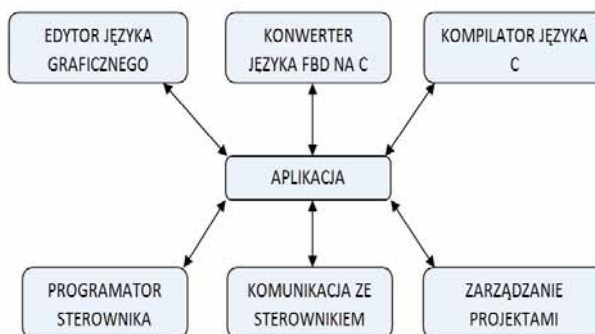 EDYTOR JĘZYKA
GRAFICZNEGO
KONWERTER
JĘZYKA FBD NA C
KOMPILATOR JĘZYKA
C
APLIKACJA
PROGRAMATOR
STEROWNIKA
KOMUNIKACJA ZE
STEROWNIKIEM
ZARZĄDZANIE
PROJEKTAMI